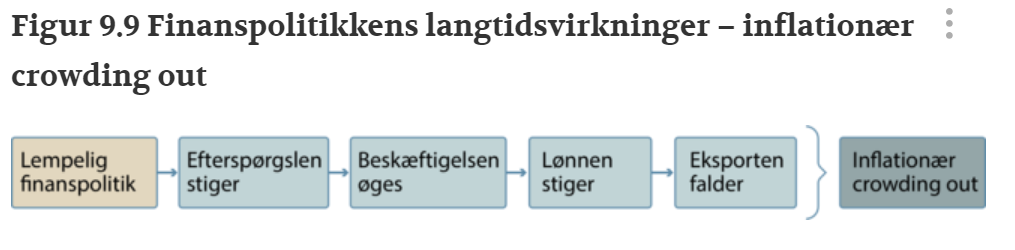 Figur 9.9 Finanspolitikkens langtidsvirkninger – inflationær
crowding out
Lempelig
finanspolitik
Efterspørgslen
stiger
Beskæftigelsen
øges
Lønnen
stiger
Eksporten
falder
Inflationær
crowding out